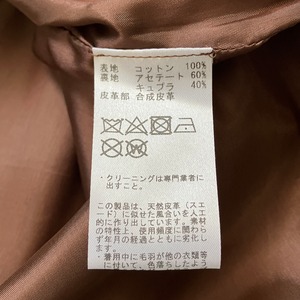 表地 コットン 100%
裏地 アセテート 60%
キュプラ 40%
皮革部 合成皮革
・クリーニングは専門業者に
出すこと。
この製品は、天然皮革（スエ
ード）に似せた風合いを人工
的に作り出しています。素材
の特性上、使用回数に関わら
ず年月の経過とともに劣化し
ます。
・着用中に毛羽が他の衣類等
に付いて、色落ちしたよう